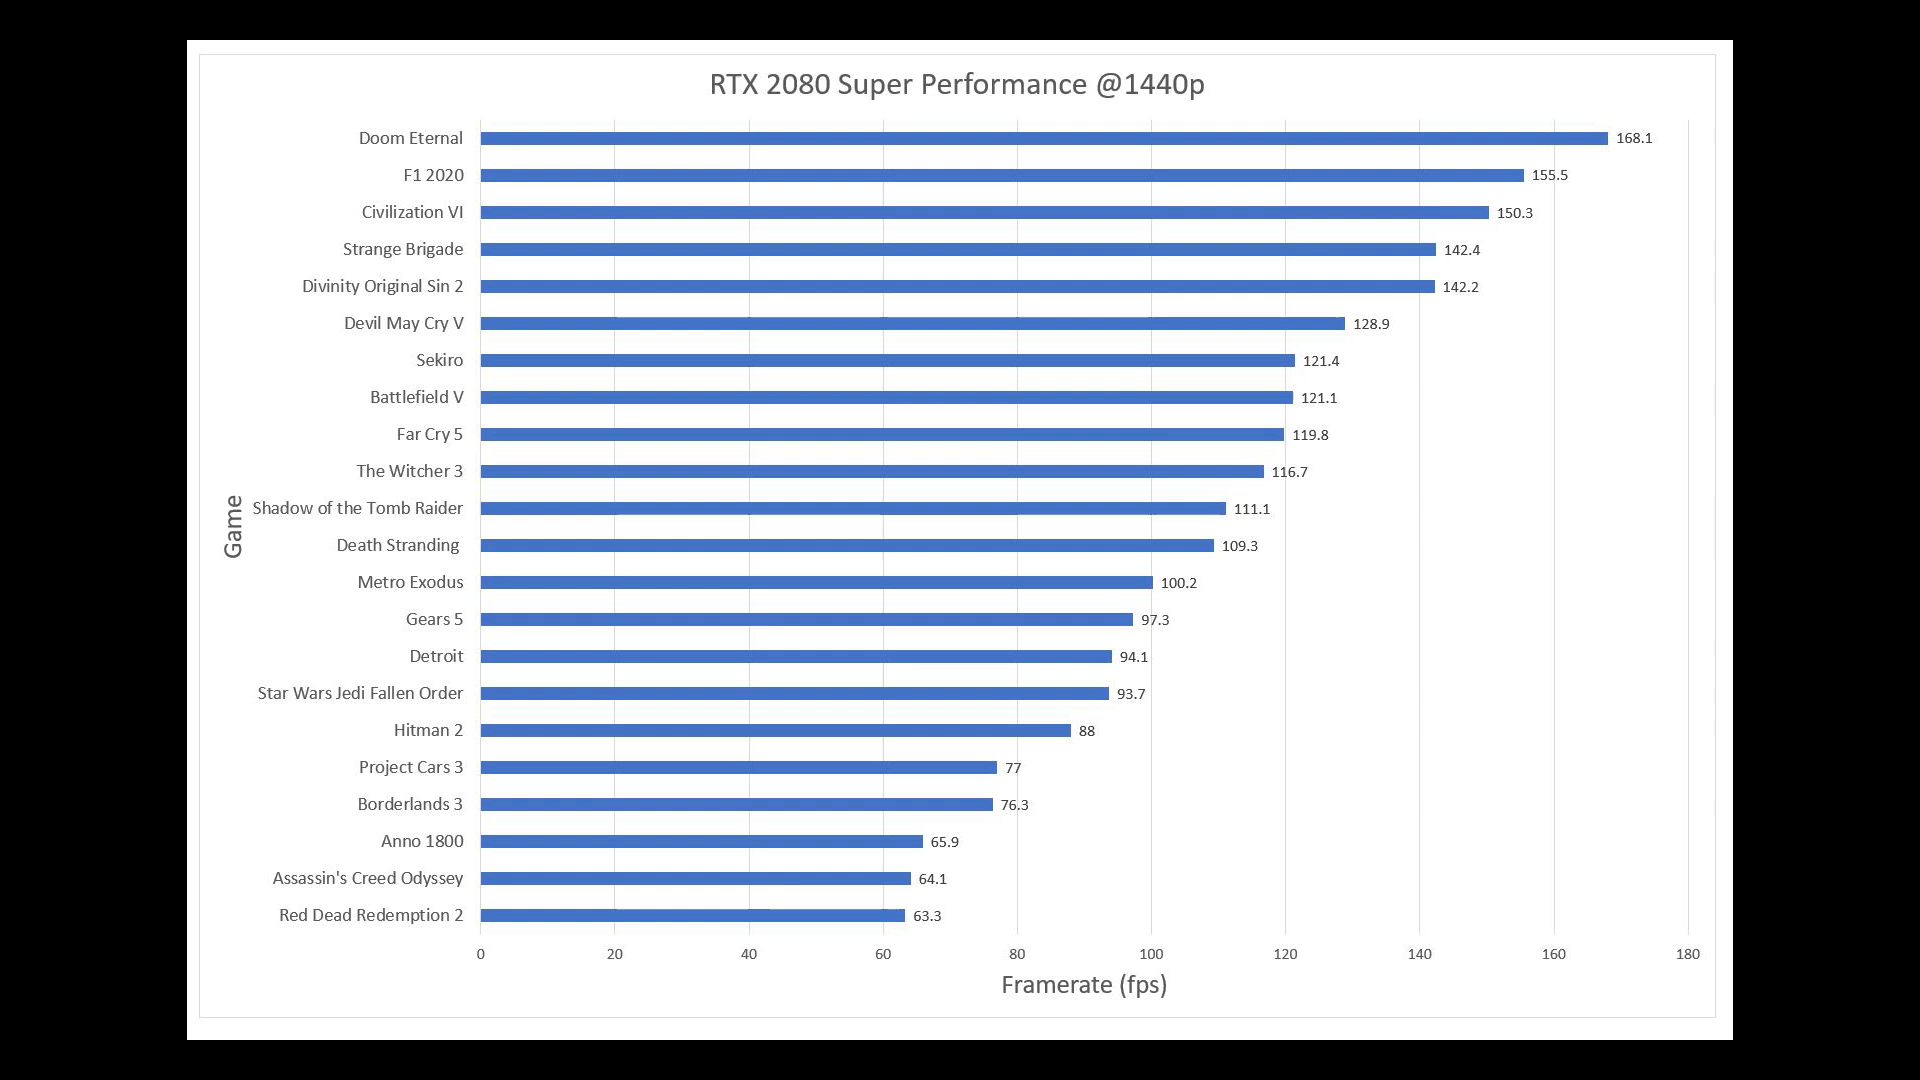 RTX 2080 Super Performance @1440p
Doom Eternal 168.1
F1 2020 155.5
Civilization VI 150.3
Strange Brigade 142.4
Divinity Original Sin 2 142.2
Devil May Cry V 128.9
Sekiro 121.4
Battlefield V 121.1
Far Cry 5 119.8
The Witcher 3 116.7
Shadow of the Tomb Raider 111.1
Death Stranding 109.3
Metro Exodus 100.2
Gears 5 97.3
Detroit 94.1
Star Wars Jedi Fallen Order 93.7
Hitman 2 88
Project Cars 3 77
Borderlands 3 76.3
Anno 1800 65.9
Assassin's Creed Odyssey 64.1
Red Dead Redemption 2 63.3
Game
0 20 40 60 80 100 120 140 160 180
Framerate (fps)